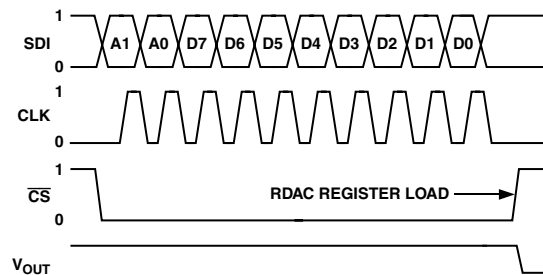 1
SDI
0
A1 A0 D7 D6 D5 D4 D3 D2 D1 D0
1
CLK
0
1
CS
0
RDAC REGISTER LOAD
VOUT